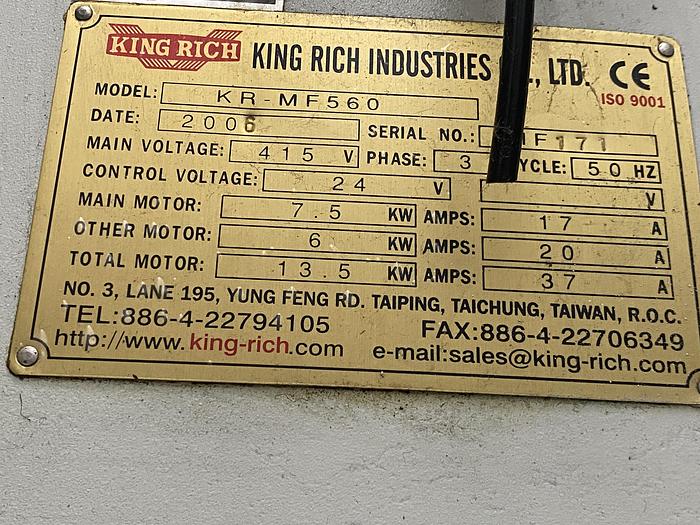 KING RICH KING RICH INDUSTRIES LTD. CE
ISO 9001
MODEL: KR-MF560
DATE: 2006 SERIAL NO.: F171
MAIN VOLTAGE: 415 V PHASE: 3 CYCLE: 50 HZ
CONTROL VOLTAGE: 24 V V
MAIN MOTOR: 7.5 KW AMPS: 17 A
OTHER MOTOR: 6 KW AMPS: 20 A
TOTAL MOTOR: 13.5 KW AMPS: 37 A
NO. 3, LANE 195, YUNG FENG RD. TAIPING, TAICHUNG, TAIWAN, R.O.C.
TEL:886-4-22794105 FAX:886-4-22706349
http://www.king-rich.com e-mail:sales@king-rich.com